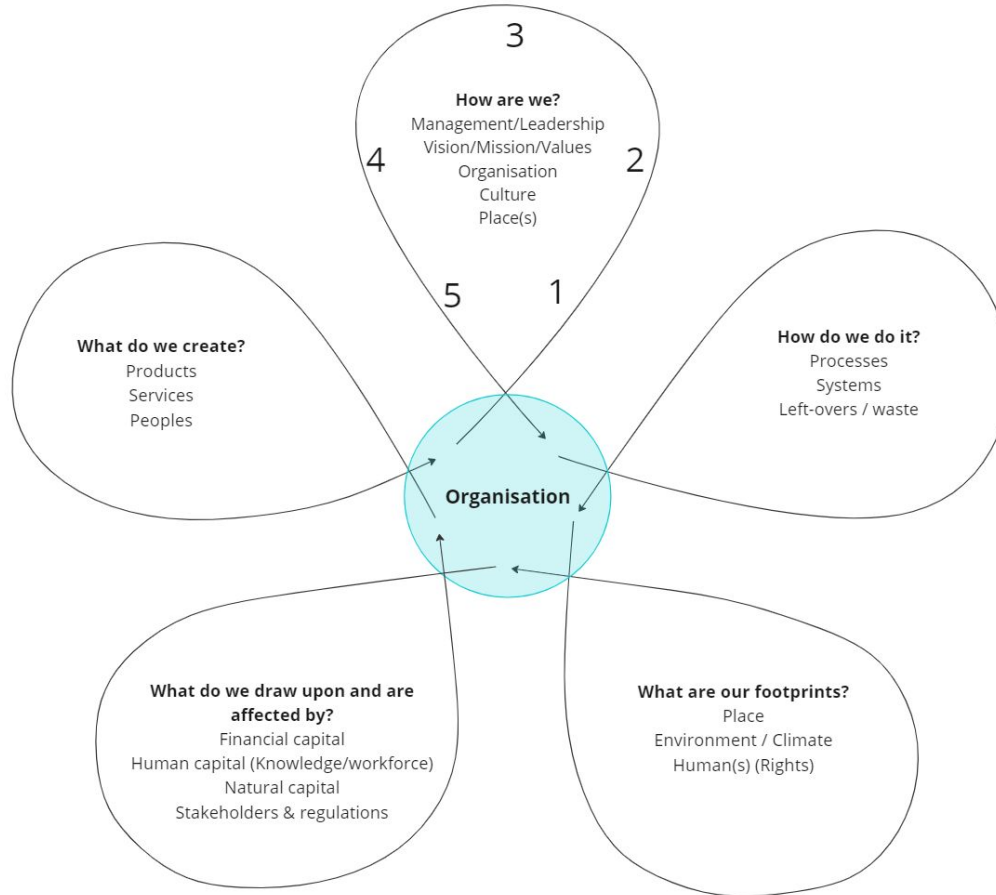 3
How are we?
Management/Leadership
Vision/Mission/Values
Organisation
Culture
Place(s)
4
2
5
1
What do we create?
Products
Services
Peoples
How do we do it?
Processes
Systems
Left-overs / waste
Organisation
What do we draw upon and are
affected by?
Financial capital
Human capital (Knowledge/workforce)
Natural capital
Stakeholders & regulations
What are our footprints?
Place
Environment / Climate
Human(s) (Rights)